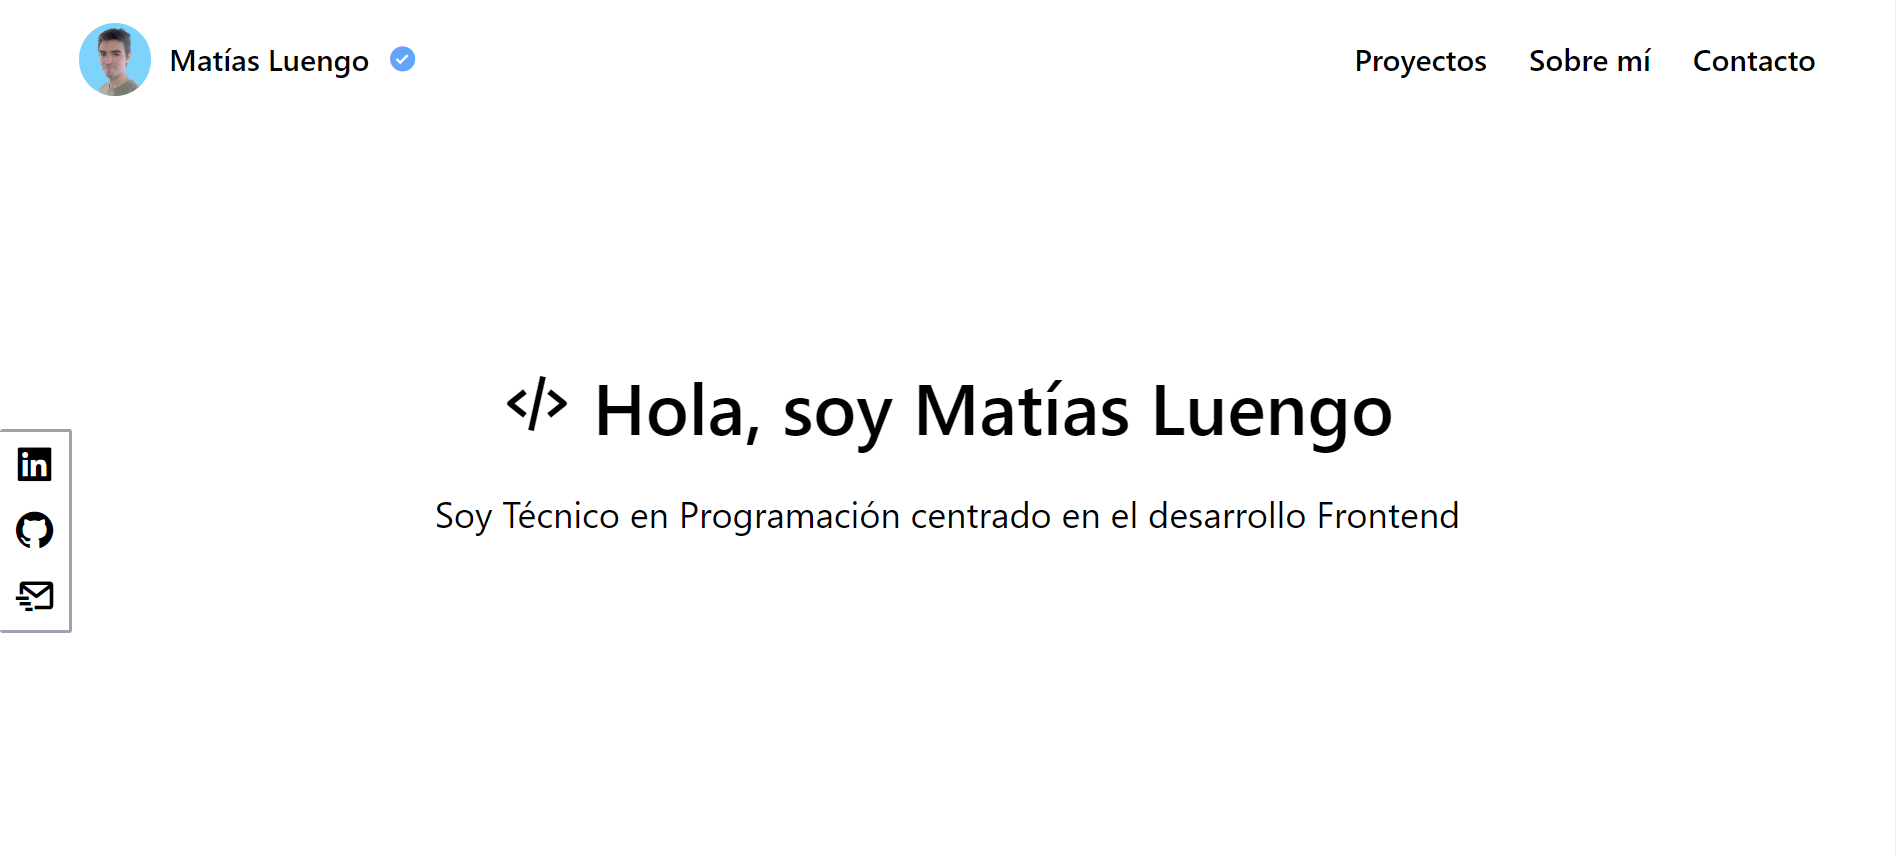 Matías Luengo
Proyectos Sobre mí Contacto
</> Hola, soy Matías Luengo
Soy Técnico en Programación centrado en el desarrollo Frontend
in